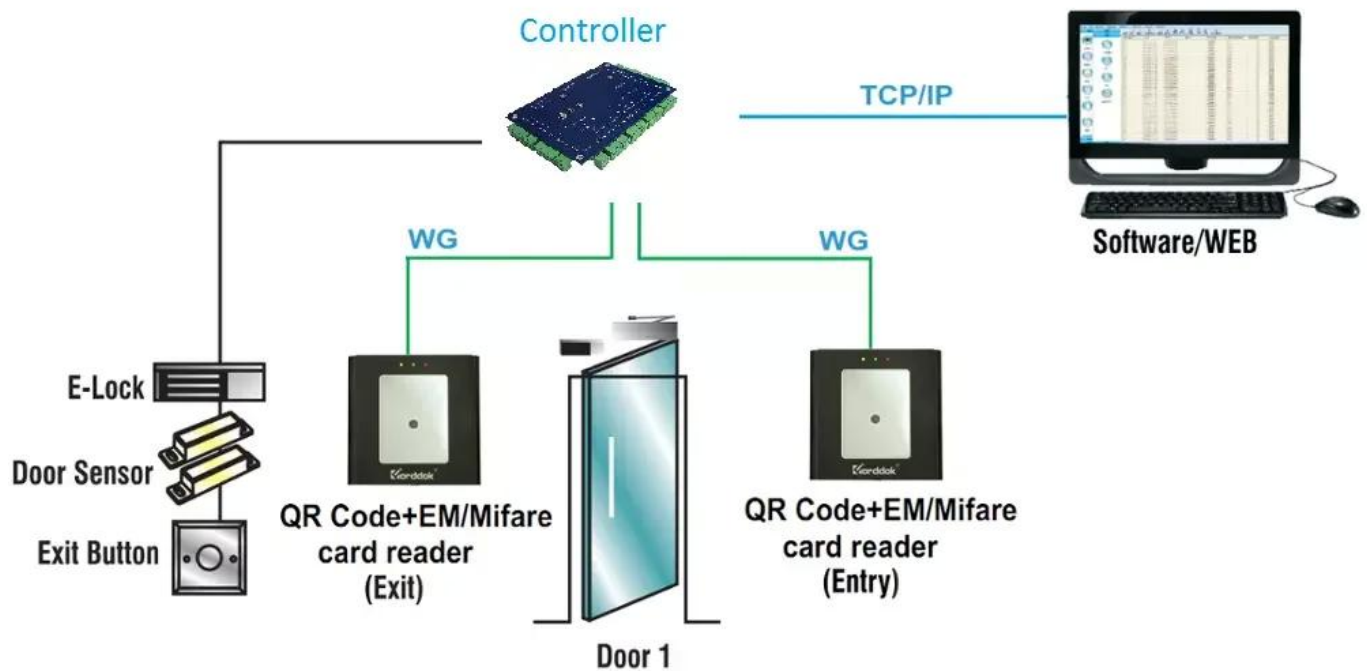 Controller
TCP/IP
WG
WG
Software/WEB
E-Lock
Door Sensor
Exit Button
QR Code+EM/Mifare
card reader
(Exit)
QR Code+EM/Mifare
card reader
(Entry)
Door 1